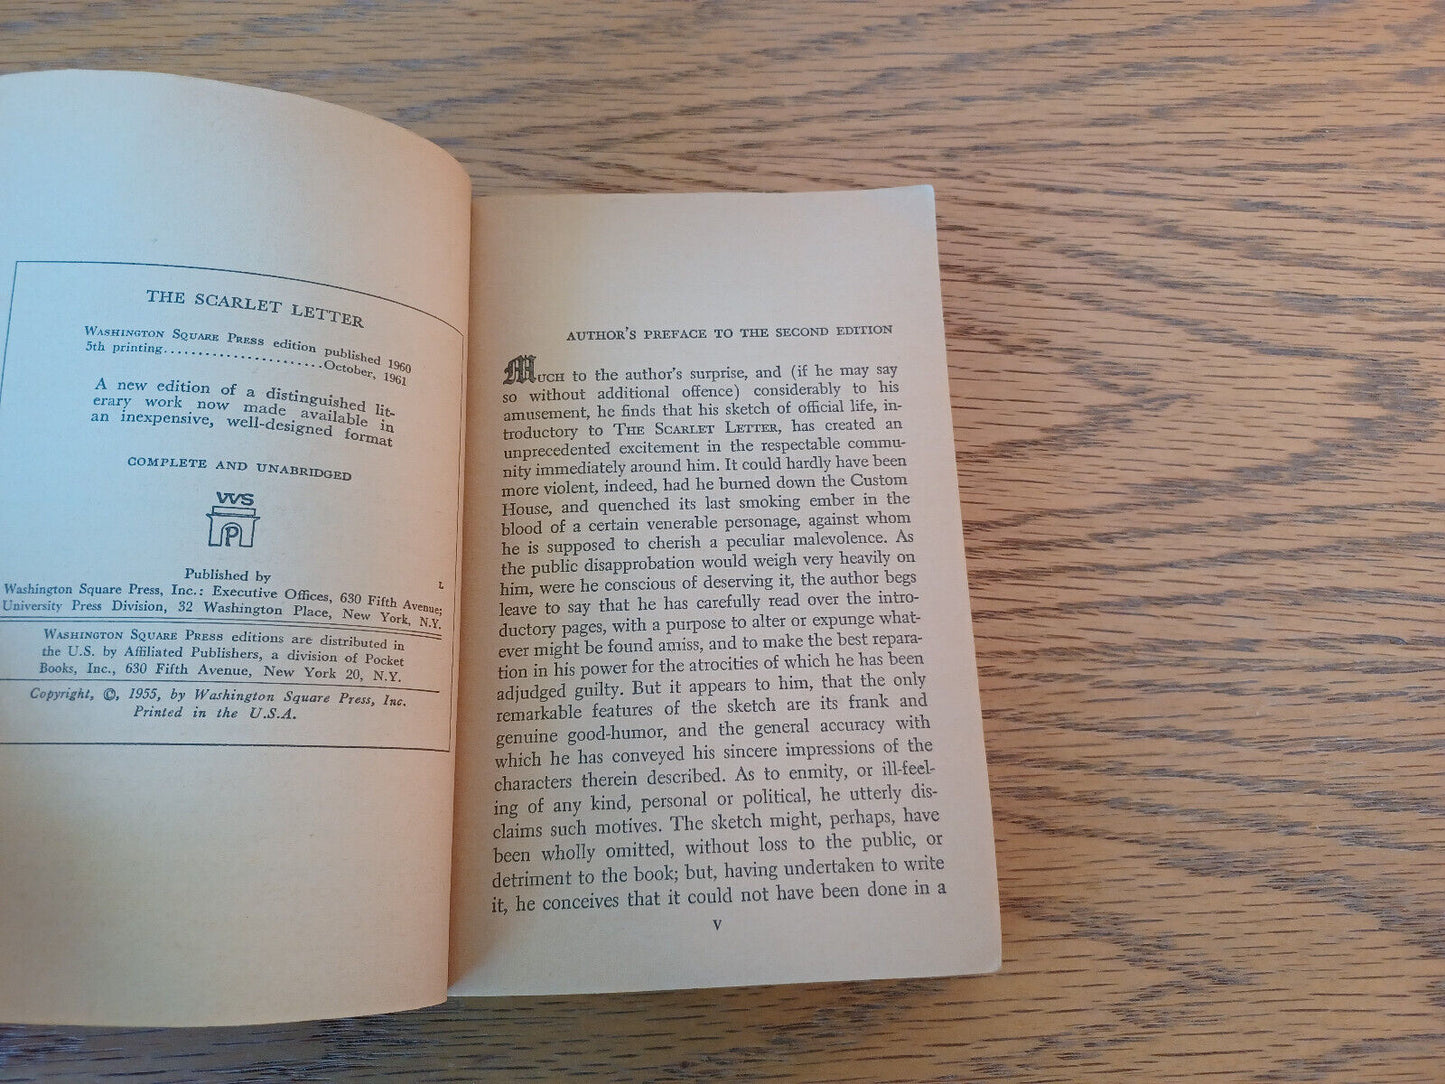 THE SCARLET LETTER
WASHINGTON SQUARE PRESS edition published 1960
5th printing........................October, 1961
A new edition of a distinguished lit-
erary work now made available in
an inexpensive, well-designed format
COMPLETE AND UNABRIDGED
WS
P
Published by
L
Washington Square Press, Inc.: Executive Offices, 630 Fifth Avenue;
University Press Division, 32 Washington Place, New York, N.Y.
WASHINGTON SQUARE PRESS editions are distributed in
the U.S. by Affiliated Publishers, a division of Pocket
Books, Inc., 630 Fifth Avenue, New York 20, N.Y.
Copyright, ©, 1955, by Washington Square Press, Inc.
Printed in the U.S.A.
AUTHOR'S PREFACE TO THE SECOND EDITION
MUCH to the author's surprise, and (if he may say
so without additional offence) considerably to his
amusement, he finds that his sketch of official life, in-
troductory to THE SCARLET LETTER, has created an
unprecedented excitement in the respectable commu-
nity immediately around him. It could hardly have been
more violent, indeed, had he burned down the Custom
House, and quenched its last smoking ember in the
blood of a certain venerable personage, against whom
he is supposed to cherish a peculiar malevolence. As
the public disapprobation would weigh very heavily on
him, were he conscious of deserving it, the author begs
leave to say that he has carefully read over the intro-
ductory pages, with a purpose to alter or expunge what-
ever might be found amiss, and to make the best repara-
tion in his power for the atrocities of which he has been
adjudged guilty. But it appears to him, that the only
remarkable features of the sketch are its frank and
genuine good-humor, and the general accuracy with
which he has conveyed his sincere impressions of the
characters therein described. As to enmity, or ill-feel-
ing of any kind, personal or political, he utterly dis-
claims such motives. The sketch might, perhaps, have
been wholly omitted, without loss to the public, or
detriment to the book; but, having undertaken to write
it, he conceives that it could not have been done in a
v